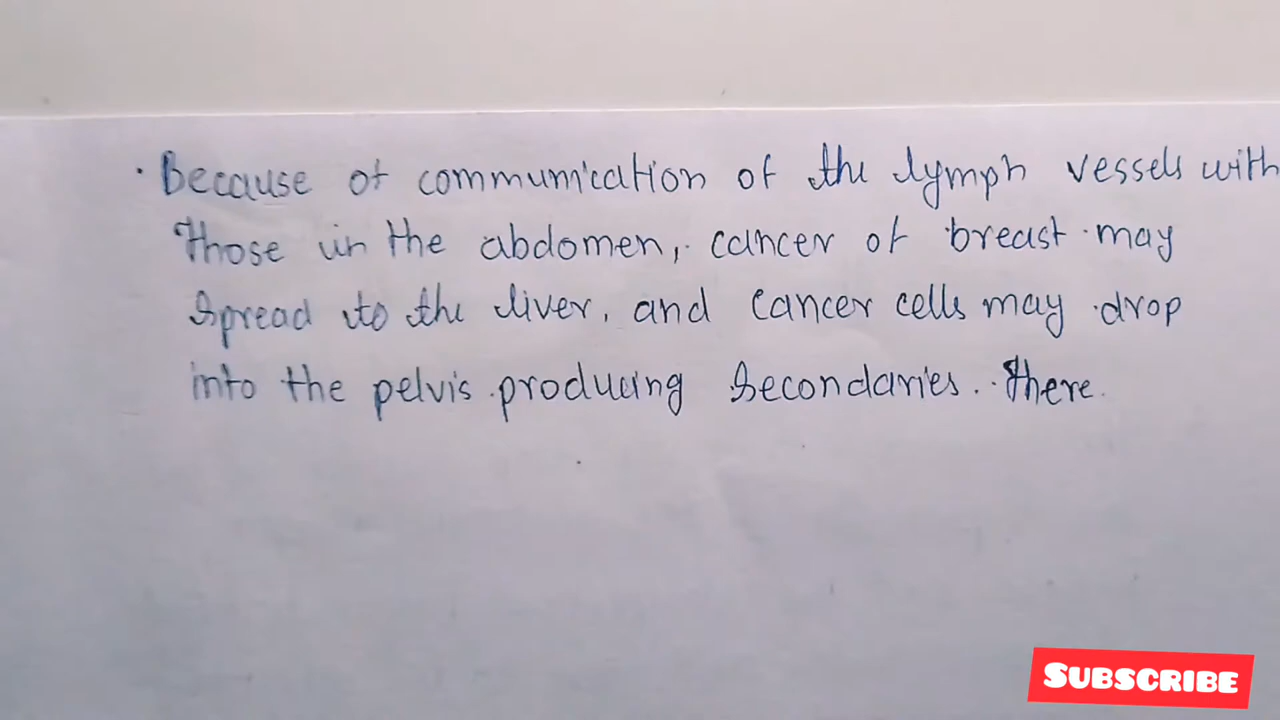 · Because of communication of the lymph vessels with
those in the abdomen, cancer of breast may
spread to the liver, and cancer cells may drop
into the pelvis producing secondaries. There.
SUBSCRIBE